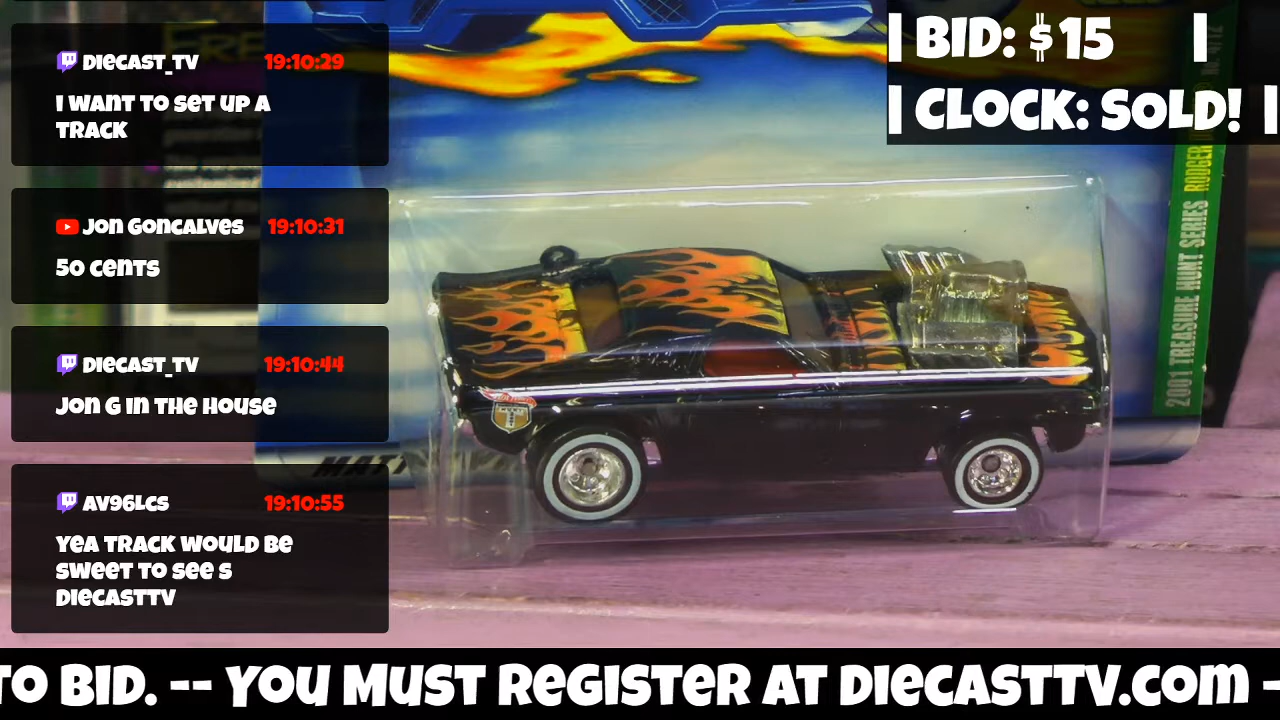 Diecast_TV 19:10:29
I want to set up a
track
Jon Goncalves 19:10:31
50 cents
Diecast_TV 19:10:44
Jon G in the house
AV96LCS 19:10:55
Yea track would be
sweet to see s
diecasttv
| BID: $15 |
| CLOCK: SOLD! |
2001 TREASURE HUNT SERIES RODGER
TO BID. -- YOU MUST REGISTER AT DIECASTTV.COM -